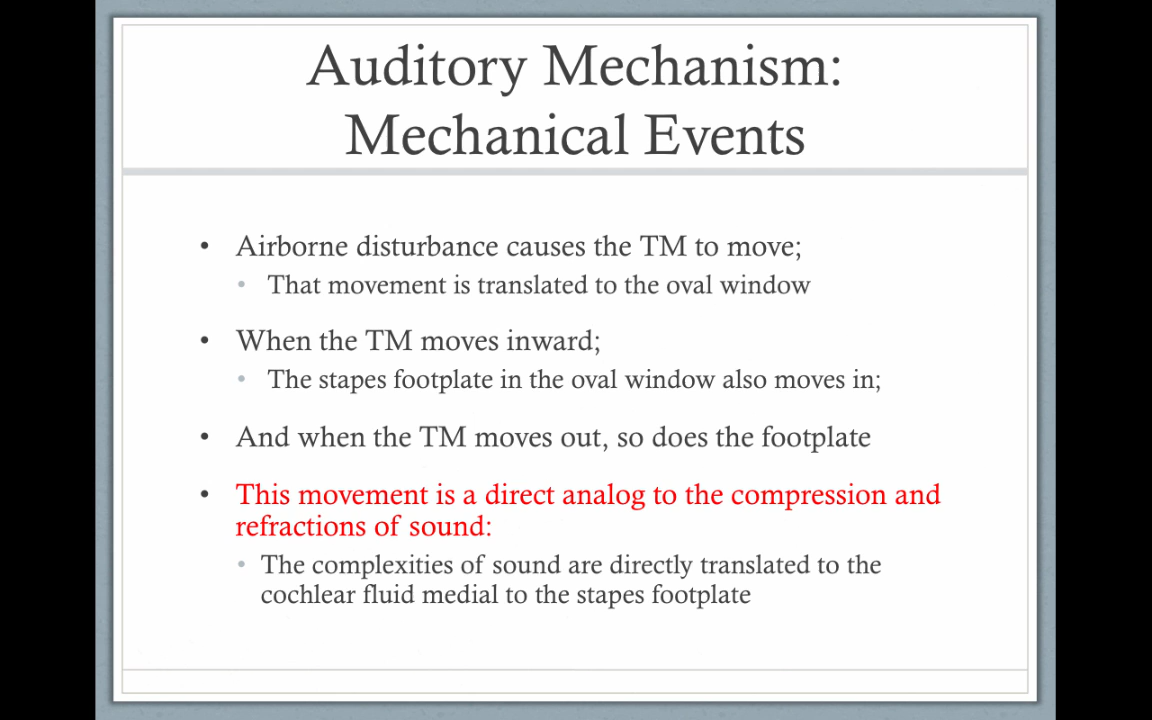 Auditory Mechanism:
Mechanical Events
• Airborne disturbance causes the TM to move;
• That movement is translated to the oval window
• When the TM moves inward;
• The stapes footplate in the oval window also moves in;
• And when the TM moves out, so does the footplate
• This movement is a direct analog to the compression and
refractions of sound:
• The complexities of sound are directly translated to the
cochlear fluid medial to the stapes footplate